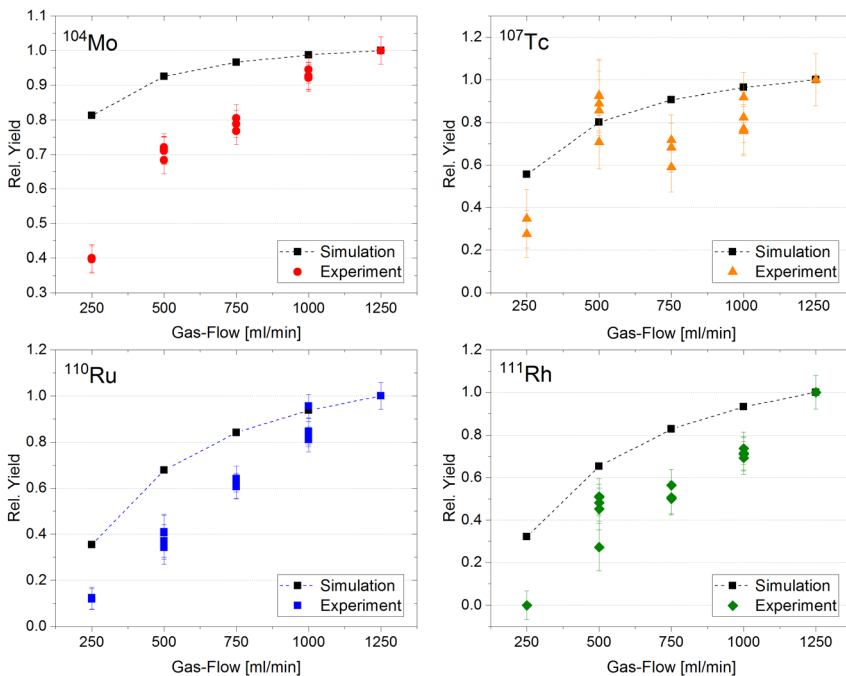 ¹⁰⁴Mo
Rel. Yield
1.1
1.0
0.9
0.8
0.7
0.6
0.5
0.4
0.3
250 500 750 1000 1250
Gas-Flow [ml/min]
Simulation
Experiment
¹⁰⁷Tc
Rel. Yield
1.4
1.2
1.0
0.8
0.6
0.4
0.2
0.0
250 500 750 1000 1250
Gas-Flow [ml/min]
Simulation
Experiment
¹¹⁰Ru
Rel. Yield
1.2
1.0
0.8
0.6
0.4
0.2
0.0
250 500 750 1000 1250
Gas-Flow [ml/min]
Simulation
Experiment
¹¹¹Rh
Rel. Yield
1.2
1.0
0.8
0.6
0.4
0.2
0.0
250 500 750 1000 1250
Gas-Flow [ml/min]
Simulation
Experiment